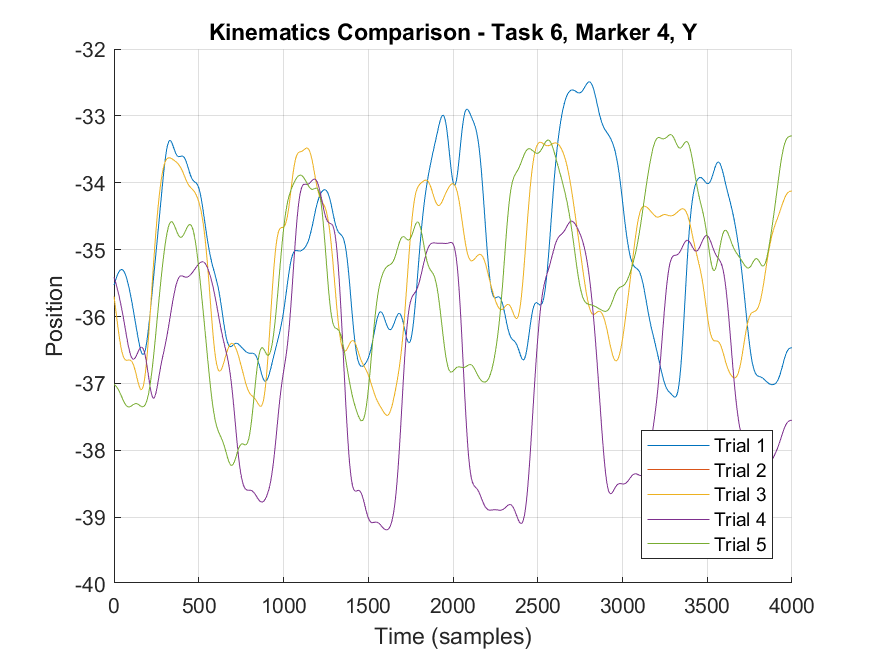 Kinematics Comparison - Task 6, Marker 4, Y
-32
-33
-34
-35
-36
-37
-38
-39
-40
Position
0 500 1000 1500 2000 2500 3000 3500 4000
Time (samples)
Trial 1
Trial 2
Trial 3
Trial 4
Trial 5